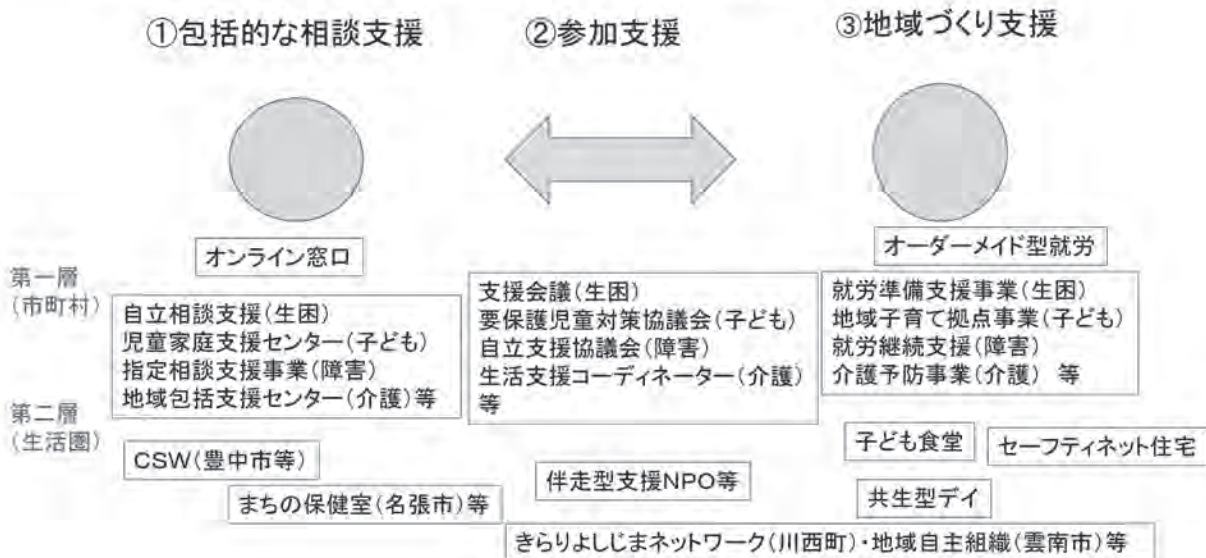 ①包括的な相談支援
②参加支援
③地域づくり支援
オンライン窓口
オーダーメイド型就労
第一層
(市町村)
自立相談支援(生困)
児童家庭支援センター(子ども)
指定相談支援事業(障害)
地域包括支援センター(介護)等
支援会議(生困)
要保護児童対策協議会(子ども)
自立支援協議会(障害)
生活支援コーディネーター(介護)
等
就労準備支援事業(生困)
地域子育て拠点事業(子ども)
就労継続支援(障害)
介護予防事業(介護) 等
第二層
(生活圏)
CSW(豊中市等)
まちの保健室(名張市)等
伴走型支援NPO等
子ども食堂
セーフティネット住宅
共生型デイ
きらりよしじまネットワーク(川西町)・地域自主組織(雲南市)等